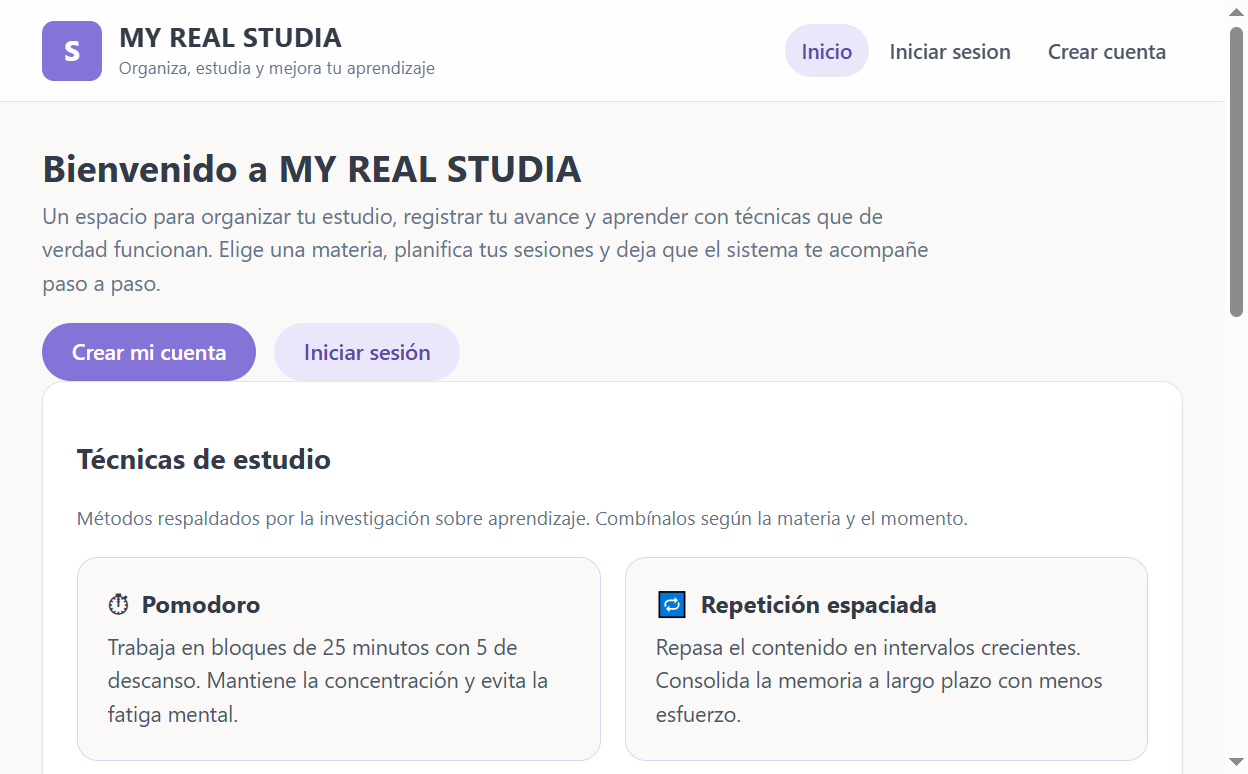 S
MY REAL STUDIA
Organiza, estudia y mejora tu aprendizaje
Inicio
Iniciar sesion
Crear cuenta
Bienvenido a MY REAL STUDIA
Un espacio para organizar tu estudio, registrar tu avance y aprender con técnicas que de
verdad funcionan. Elige una materia, planifica tus sesiones y deja que el sistema te acompañe
paso a paso.
Crear mi cuenta
Iniciar sesión
Técnicas de estudio
Métodos respaldados por la investigación sobre aprendizaje. Combínalos según la materia y el momento.
Pomodoro
Trabaja en bloques de 25 minutos con 5 de
descanso. Mantiene la concentración y evita la
fatiga mental.
Repetición espaciada
Repasa el contenido en intervalos crecientes.
Consolida la memoria a largo plazo con menos
esfuerzo.